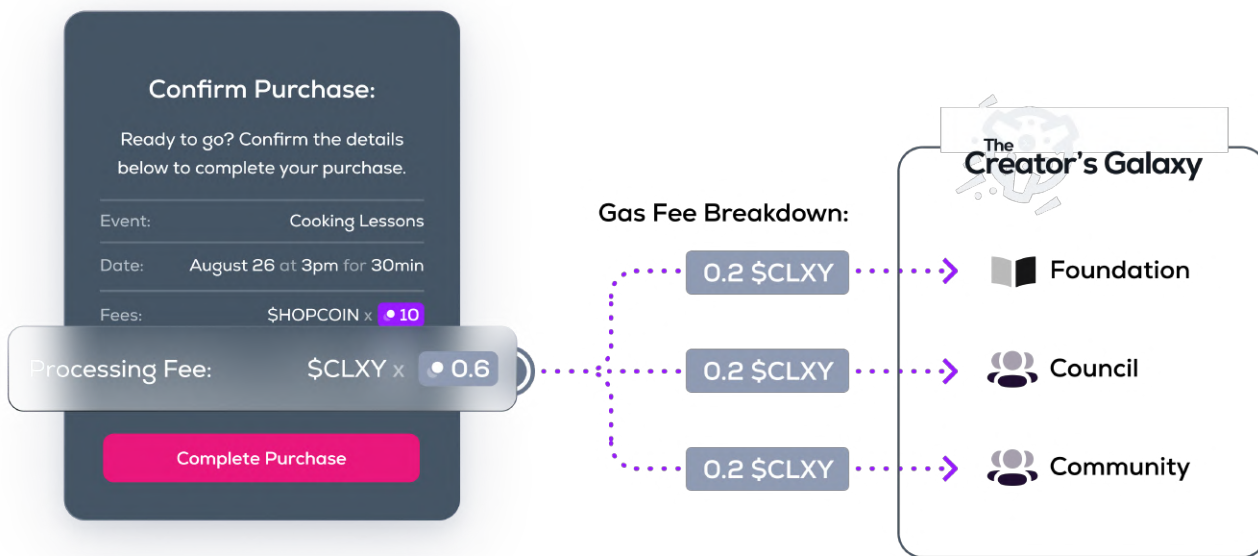 Confirm Purchase:
Ready to go? Confirm the details
below to complete your purchase.
Event: Cooking Lessons
Date: August 26 at 3pm for 30min
Fees: $HOPCOIN x 10
Processing Fee: $CLXY x 0.6
Complete Purchase
Gas Fee Breakdown:
0.2 $CLXY
0.2 $CLXY
0.2 $CLXY
The
Creator's Galaxy
Foundation
Council
Community